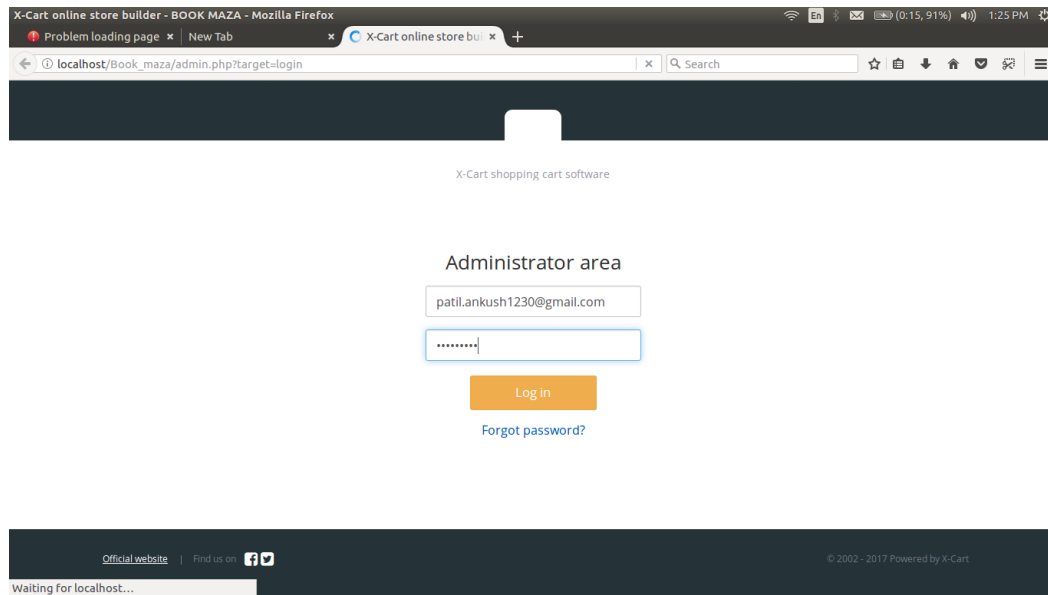 X-Cart online store builder - BOOK MAZA - Mozilla Firefox En (0:15, 91%) 1:25 PM
Problem loading page New Tab X-Cart online store bui
localhost/Book_maza/admin.php?target=login Search
X-Cart shopping cart software
Administrator area
patil.ankush1230@gmail.com
•••••••••
Log in
Forgot password?
Official website | Find us on © 2002 - 2017 Powered by X-Cart
Waiting for localhost...